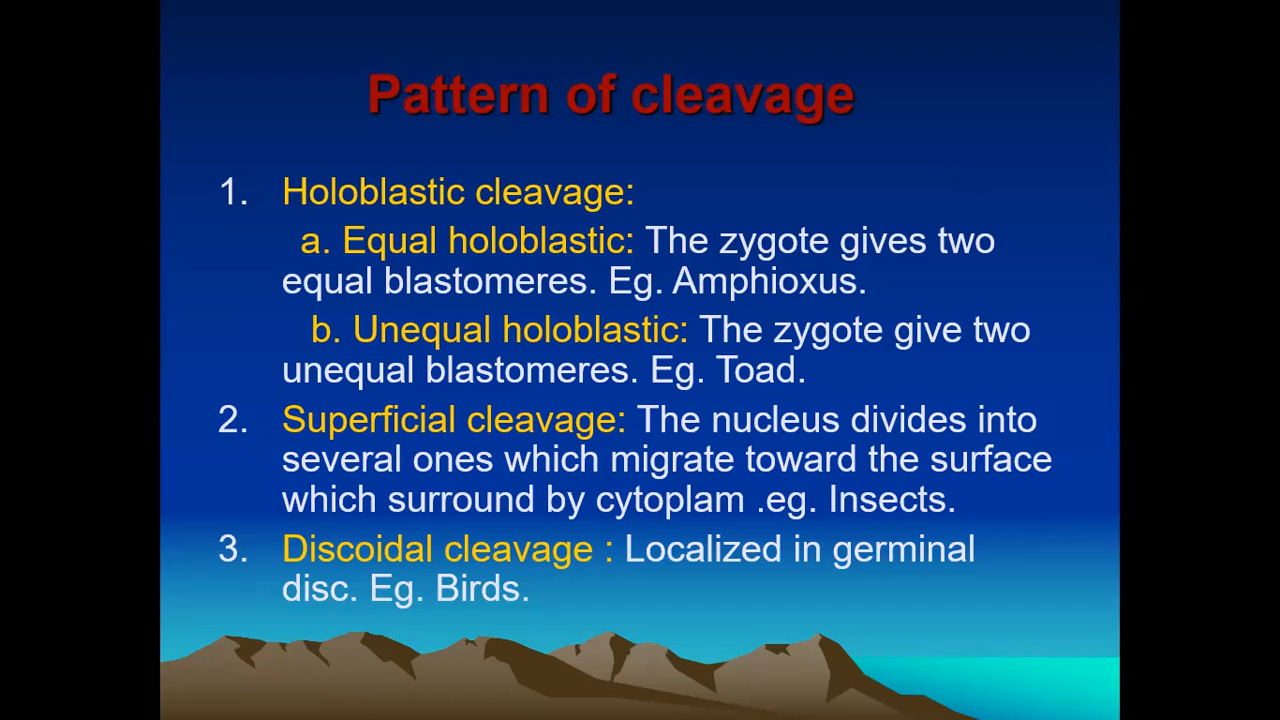 Pattern of cleavage
1. Holoblastic cleavage:
a. Equal holoblastic: The zygote gives two
equal blastomeres. Eg. Amphioxus.
b. Unequal holoblastic: The zygote give two
unequal blastomeres. Eg. Toad.
2. Superficial cleavage: The nucleus divides into
several ones which migrate toward the surface
which surround by cytoplam .eg. Insects.
3. Discoidal cleavage : Localized in germinal
disc. Eg. Birds.